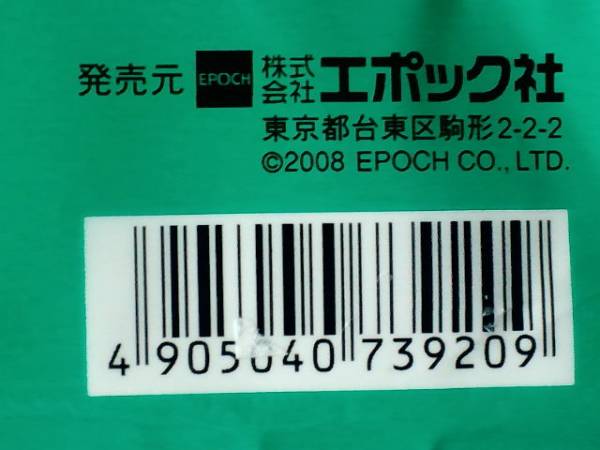 発売元 EPOCH 株式会社 エポック社
東京都台東区駒形2-2-2
©2008 EPOCH CO., LTD.
4 905040 739209